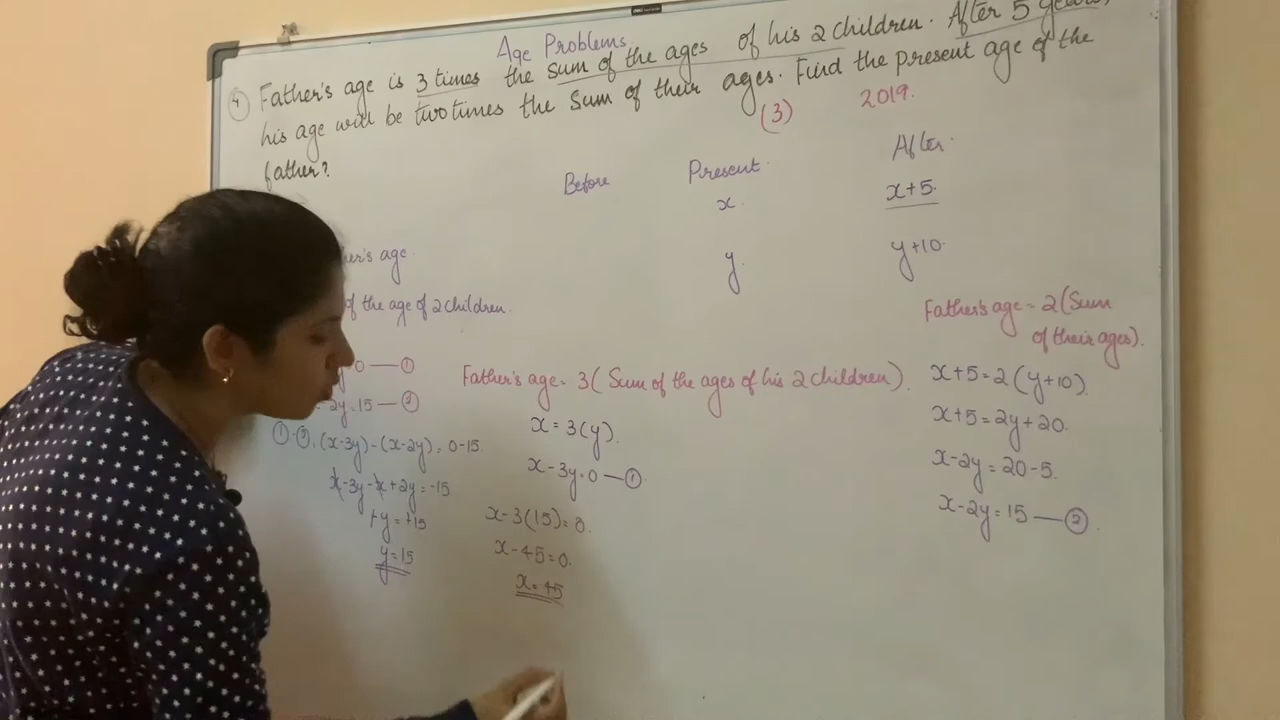 Age Problems.
4 Father's age is 3 times the sum of the ages of his 2 children. After 5 years,
his age will be two times the sum of their ages. Find the present age of the
father?
(3) 2019.
Before Present After
x x+5
y y+10
her's age
of the age of 2 children.
Father's age = 2 (Sum
of their ages).
0 — ①
2y = 15 — ②
Father's age = 3 ( Sum of the ages of his 2 children)
x = 3(y)
x-3y=0 — ①
x+5=2(y+10)
x+5=2y+20
x-2y=20-5
x-2y=15 — ②
①-②, (x-3y)-(x-2y)=0-15
x-3y-x+2y=-15
+y=+15
y=15
x-3(15)=0
x-45=0
x=45